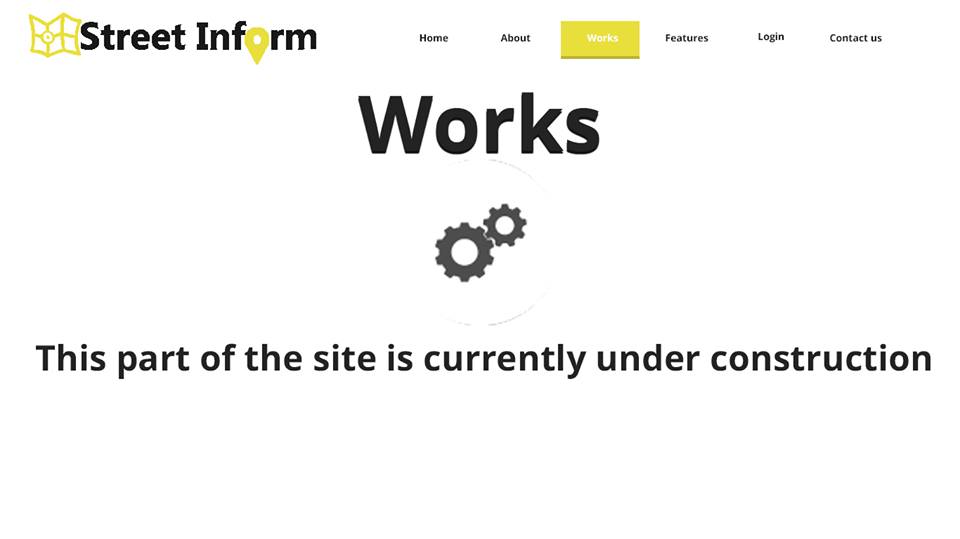 Street Inform
Home About Works Features Login Contact us
Works
This part of the site is currently under construction